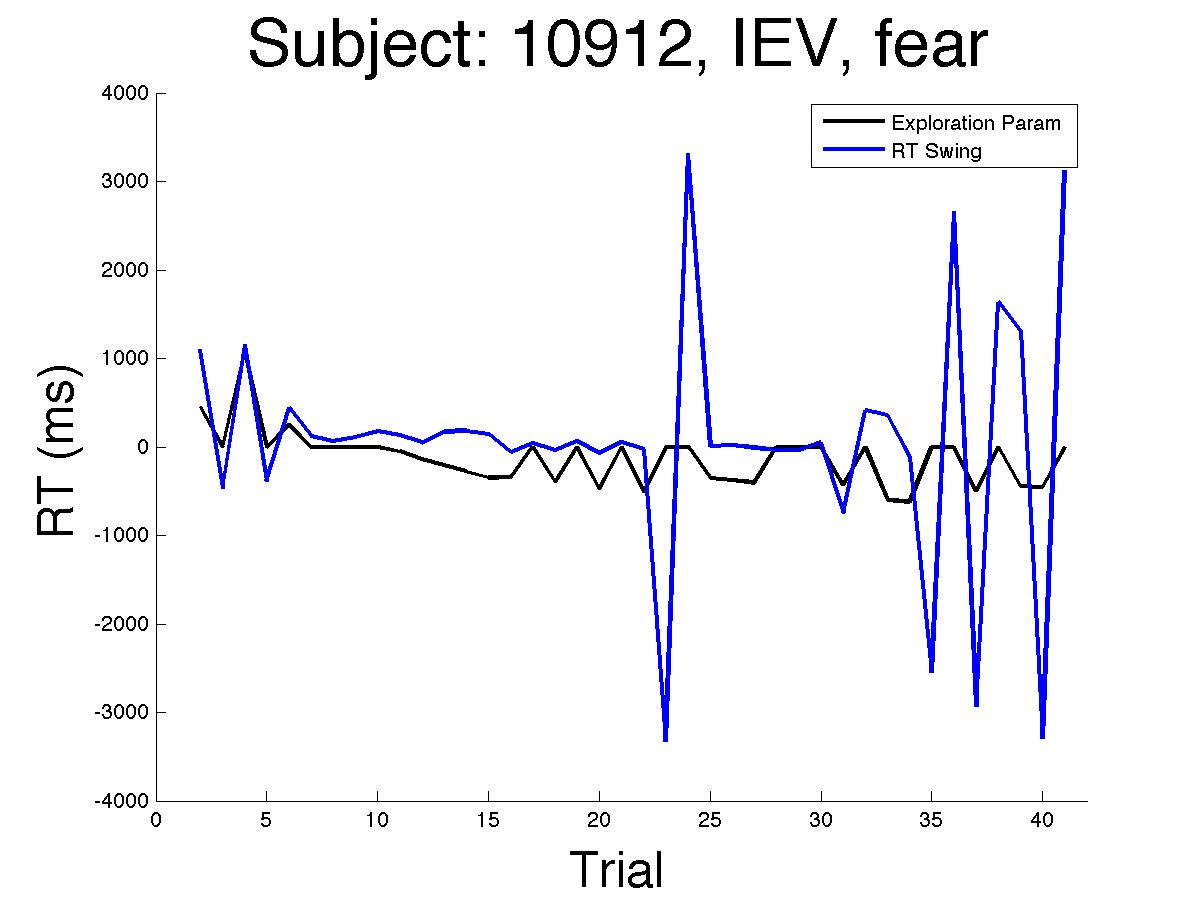 Subject: 10912, IEV, fear
4000
3000
2000
1000
0
-1000
-2000
-3000
-4000
RT (ms)
Exploration Param
RT Swing
0 5 10 15 20 25 30 35 40
Trial